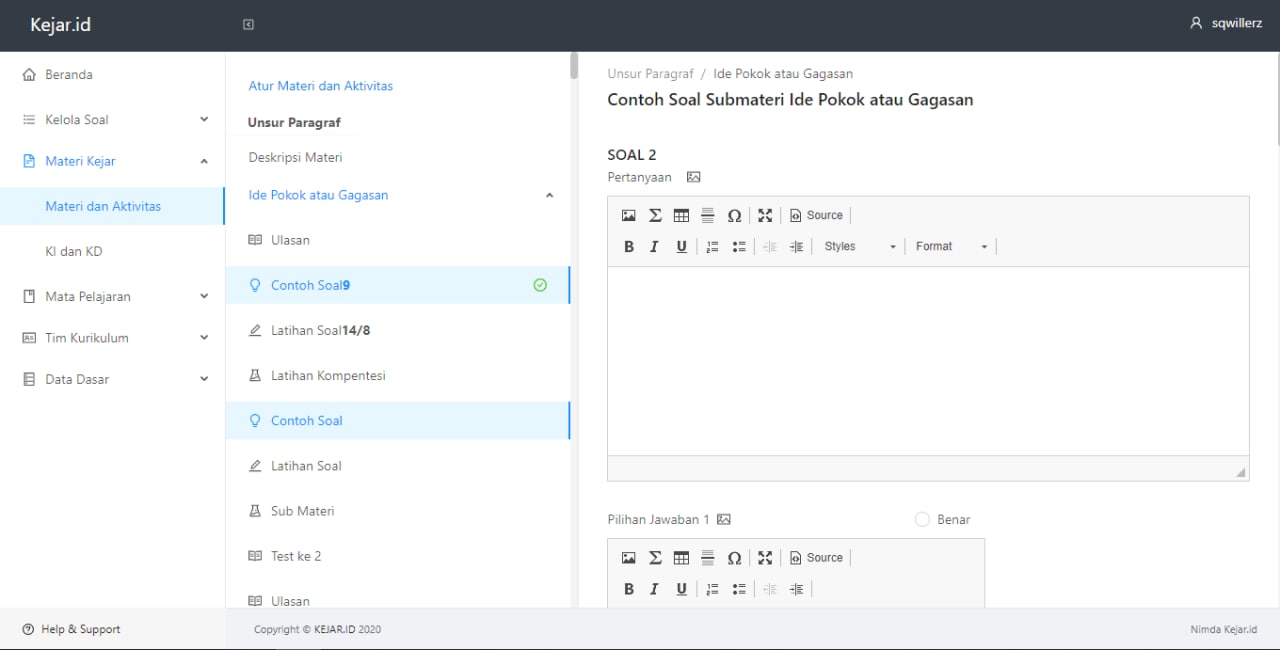 Kejar.id
sqwillerz
Beranda
Kelola Soal
Materi Kejar
Materi dan Aktivitas
KI dan KD
Mata Pelajaran
Tim Kurikulum
Data Dasar
Help & Support
Atur Materi dan Aktivitas
Unsur Paragraf
Deskripsi Materi
Ide Pokok atau Gagasan
Ulasan
Contoh Soal9
Latihan Soal14/8
Latihan Kompentesi
Contoh Soal
Latihan Soal
Sub Materi
Test ke 2
Ulasan
Unsur Paragraf / Ide Pokok atau Gagasan
Contoh Soal Submateri Ide Pokok atau Gagasan
SOAL 2
Pertanyaan
Σ Ω Source
B I U Styles Format
Pilihan Jawaban 1 Benar
Σ Ω Source
B I U
Copyright © KEJAR.ID 2020
Nimda Kejar.id